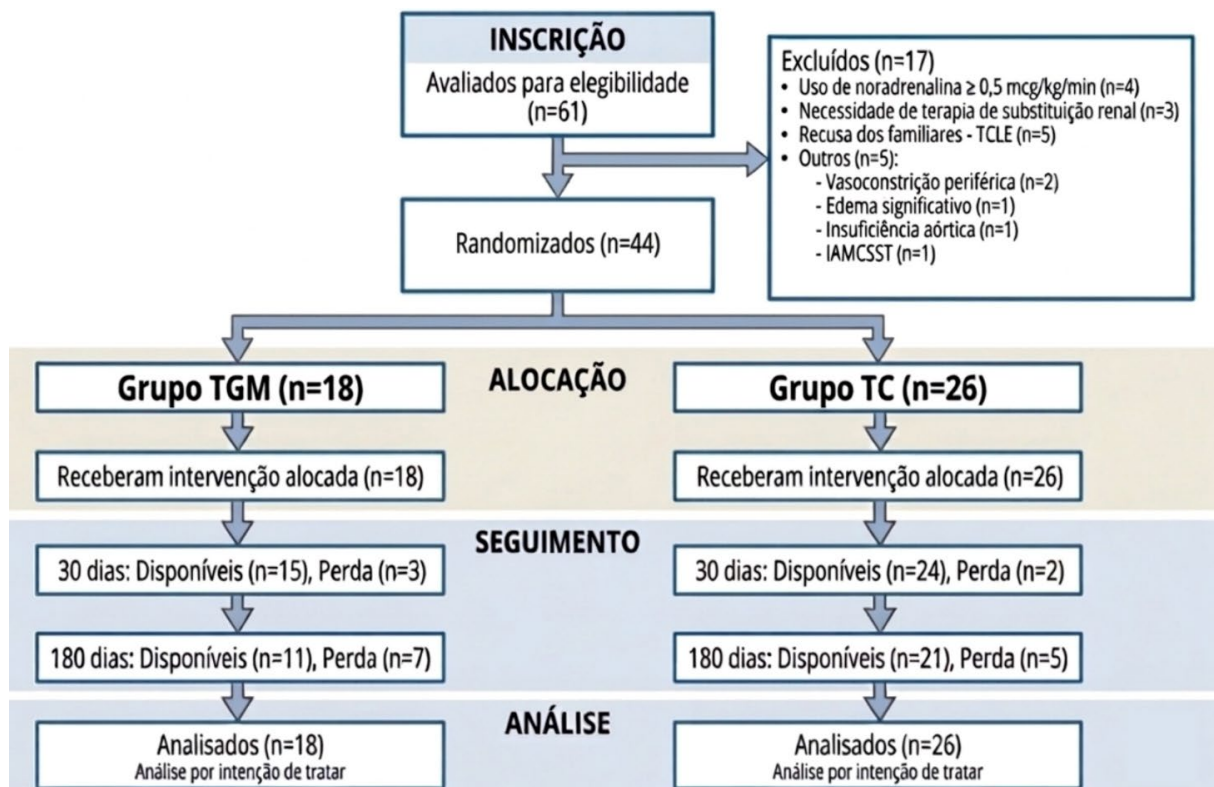 INSCRIÇÃO
Avaliados para elegibilidade
(n=61)
Excluídos (n=17)
• Uso de noradrenalina ≥ 0,5 mcg/kg/min (n=4)
• Necessidade de terapia de substituição renal (n=3)
• Recusa dos familiares - TCLE (n=5)
• Outros (n=5):
- Vasoconstrição periférica (n=2)
- Edema significativo (n=1)
- Insuficiência aórtica (n=1)
- IAMCSST (n=1)
Randomizados (n=44)
ALOCAÇÃO
Grupo TGM (n=18)
Grupo TC (n=26)
Receberam intervenção alocada (n=18)
Receberam intervenção alocada (n=26)
SEGUIMENTO
30 dias: Disponíveis (n=15), Perda (n=3)
30 dias: Disponíveis (n=24), Perda (n=2)
180 dias: Disponíveis (n=11), Perda (n=7)
180 dias: Disponíveis (n=21), Perda (n=5)
ANÁLISE
Analisados (n=18)
Análise por intenção de tratar
Analisados (n=26)
Análise por intenção de tratar